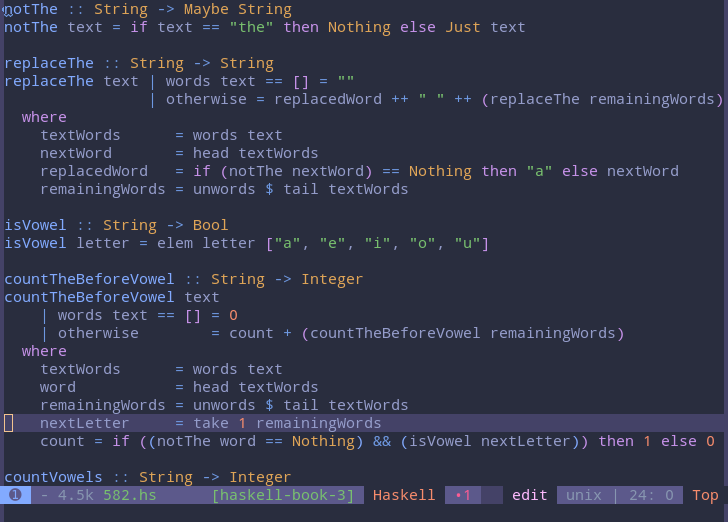 notThe :: String -> Maybe String
notThe text = if text == "the" then Nothing else Just text

replaceThe :: String -> String
replaceThe text | words text == [] = ""
                | otherwise = replacedWord ++ " " ++ (replaceThe remainingWords)
  where
    textWords      = words text
    nextWord       = head textWords
    replacedWord   = if (notThe nextWord) == Nothing then "a" else nextWord
    remainingWords = unwords $ tail textWords

isVowel :: String -> Bool
isVowel letter = elem letter ["a", "e", "i", "o", "u"]

countTheBeforeVowel :: String -> Integer
countTheBeforeVowel text
    | words text == [] = 0
    | otherwise        = count + (countTheBeforeVowel remainingWords)
  where
    textWords      = words text
    word           = head textWords
    remainingWords = unwords $ tail textWords
    nextLetter     = take 1 remainingWords
    count = if ((notThe word == Nothing) && (isVowel nextLetter)) then 1 else 0

countVowels :: String -> Integer
❶ - 4.5k 582.hs [haskell-book-3] Haskell •1 edit unix | 24: 0 Top